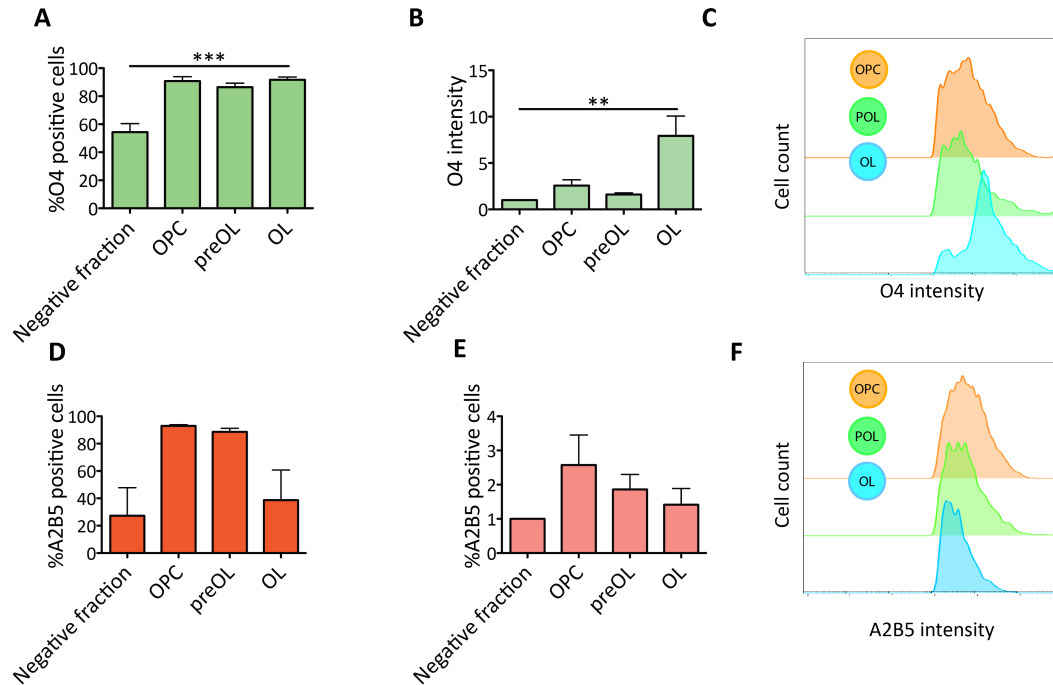 A
%O4 positive cells
100
80
60
40
20
0
***
Negative fraction
OPC
preOL
OL
B
O4 intensity
15
10
5
0
**
Negative fraction
OPC
preOL
OL
C
Cell count
OPC
POL
OL
O4 intensity
D
%A2B5 positive cells
100
80
60
40
20
0
Negative fraction
OPC
preOL
OL
E
%A2B5 positive cells
4
3
2
1
0
Negative fraction
OPC
preOL
OL
F
Cell count
OPC
POL
OL
A2B5 intensity